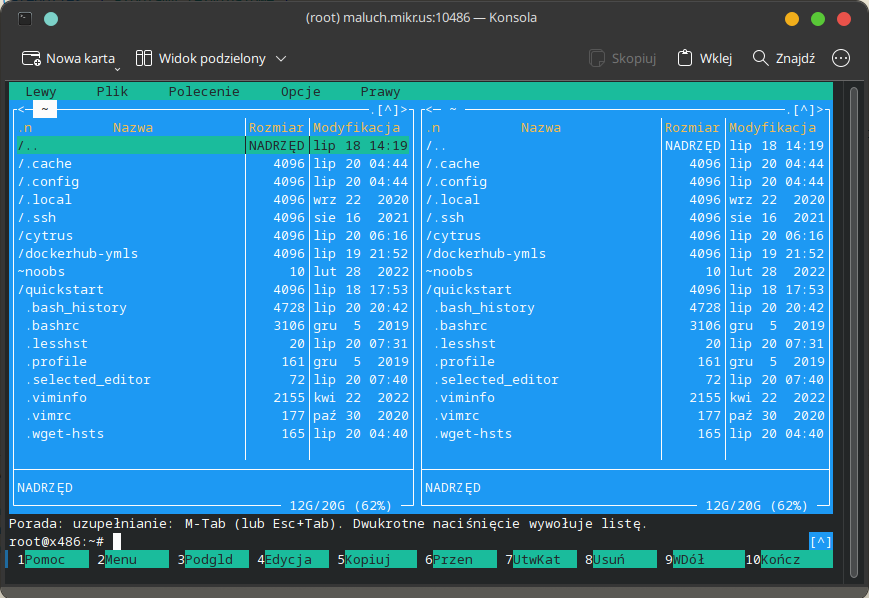 (root) maluch.mikr.us:10486 — Konsola
Nowa karta Widok podzielony Skopiuj Wklej Znajdź
Lewy Plik Polecenie Opcje Prawy
<─ ~ .[^]> <─ ~ .[^]>
.n Nazwa Rozmiar Modyfikacja .n Nazwa Rozmiar Modyfikacja
/.. NADRZĘD lip 18 14:19 /.. NADRZĘD lip 18 14:19
/.cache 4096 lip 20 04:44 /.cache 4096 lip 20 04:44
/.config 4096 lip 20 04:44 /.config 4096 lip 20 04:44
/.local 4096 wrz 22 2020 /.local 4096 wrz 22 2020
/.ssh 4096 sie 16 2021 /.ssh 4096 sie 16 2021
/cytrus 4096 lip 20 06:16 /cytrus 4096 lip 20 06:16
/dockerhub-ymls 4096 lip 19 21:52 /dockerhub-ymls 4096 lip 19 21:52
~noobs 10 lut 28 2022 ~noobs 10 lut 28 2022
/quickstart 4096 lip 18 17:53 /quickstart 4096 lip 18 17:53
.bash_history 4728 lip 20 20:42 .bash_history 4728 lip 20 20:42
.bashrc 3106 gru 5 2019 .bashrc 3106 gru 5 2019
.lesshst 20 lip 20 07:31 .lesshst 20 lip 20 07:31
.profile 161 gru 5 2019 .profile 161 gru 5 2019
.selected_editor 72 lip 20 07:40 .selected_editor 72 lip 20 07:40
.viminfo 2155 kwi 22 2022 .viminfo 2155 kwi 22 2022
.vimrc 177 paź 30 2020 .vimrc 177 paź 30 2020
.wget-hsts 165 lip 20 04:40 .wget-hsts 165 lip 20 04:40
NADRZĘD NADRZĘD
12G/20G (62%) 12G/20G (62%)
Porada: uzupełnianie: M-Tab (lub Esc+Tab). Dwukrotne naciśnięcie wywołuje listę.
root@x486:~# [^]
1Pomoc 2Menu 3Podgld 4Edycja 5Kopiuj 6Przen 7UtwKat 8Usuń 9WDół 10Kończ